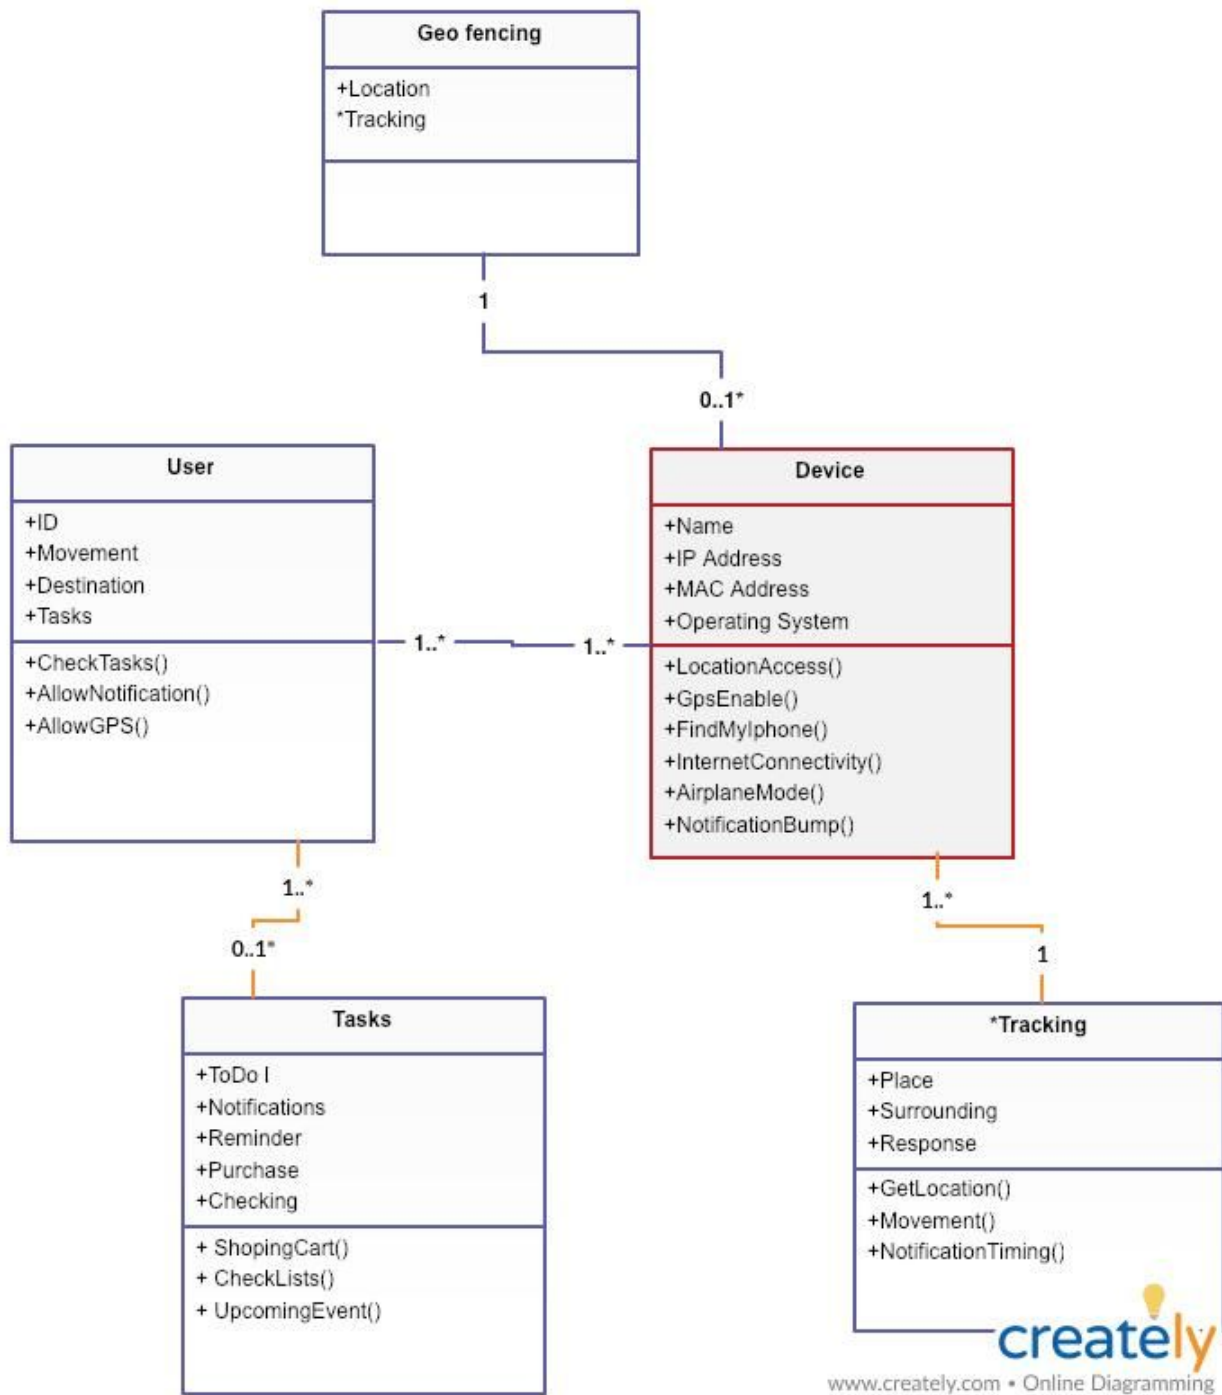 Geo fencing
+Location
*Tracking
1
0..1*
User
+ID
+Movement
+Destination
+Tasks
+CheckTasks()
+AllowNotification()
+AllowGPS()
1..*
1..*
Device
+Name
+IP Address
+MAC Address
+Operating System
+LocationAccess()
+GpsEnable()
+FindMyIphone()
+InternetConnectivity()
+AirplaneMode()
+NotificationBump()
1..*
0..1*
1..*
1
Tasks
+ToDo l
+Notifications
+Reminder
+Purchase
+Checking
+ ShopingCart()
+ CheckLists()
+ UpcomingEvent()
*Tracking
+Place
+Surrounding
+Response
+GetLocation()
+Movement()
+NotificationTiming()
creately
www.creately.com • Online Diagramming